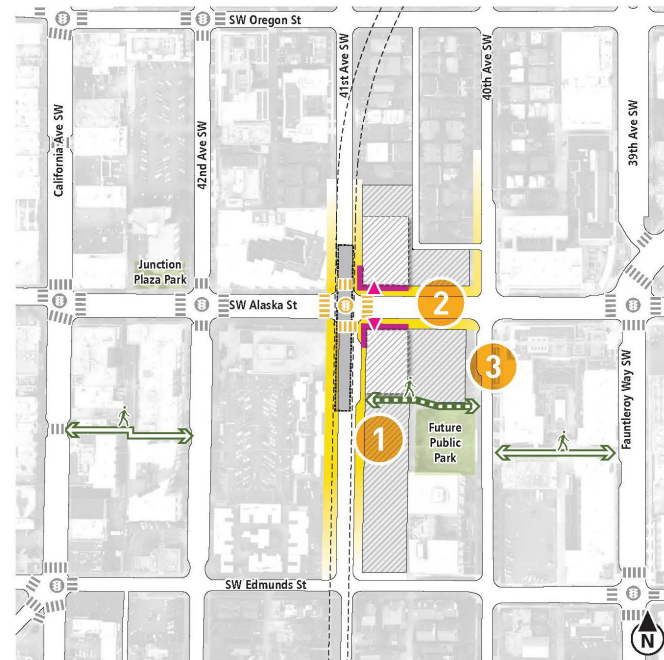 SW Oregon St
California Ave SW
42nd Ave SW
41st Ave SW
40th Ave SW
39th Ave SW
Junction
Plaza Park
SW Alaska St
2
3
1
Future
Public
Park
Fauntleroy Way SW
SW Edmunds St
N